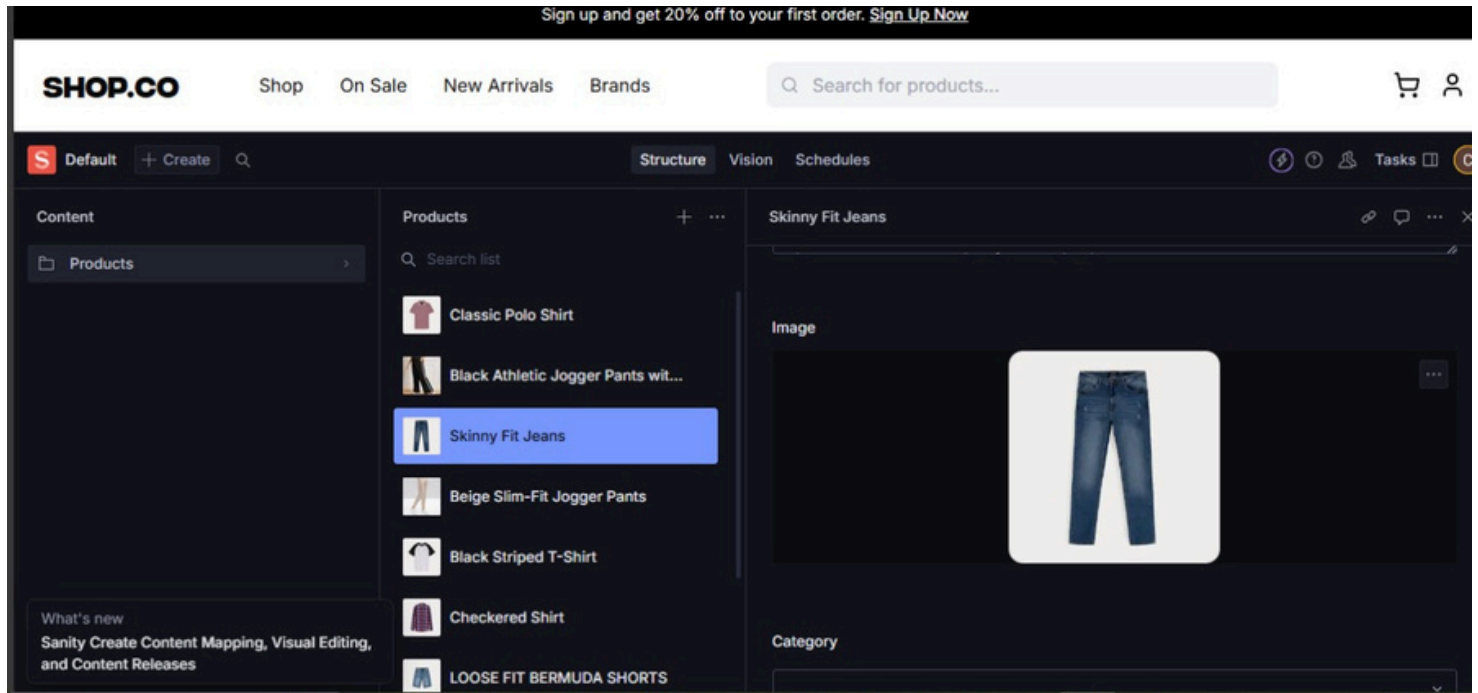 Sign up and get 20% off to your first order. Sign Up Now
SHOP.CO
Shop
On Sale
New Arrivals
Brands
Search for products...
S
Default
+ Create
Structure
Vision
Schedules
Tasks
C
Content
Products
What's new
Sanity Create Content Mapping, Visual Editing,
and Content Releases
Products
Search list
Classic Polo Shirt
Black Athletic Jogger Pants wit...
Skinny Fit Jeans
Beige Slim-Fit Jogger Pants
Black Striped T-Shirt
Checkered Shirt
LOOSE FIT BERMUDA SHORTS
Skinny Fit Jeans
Image
Category